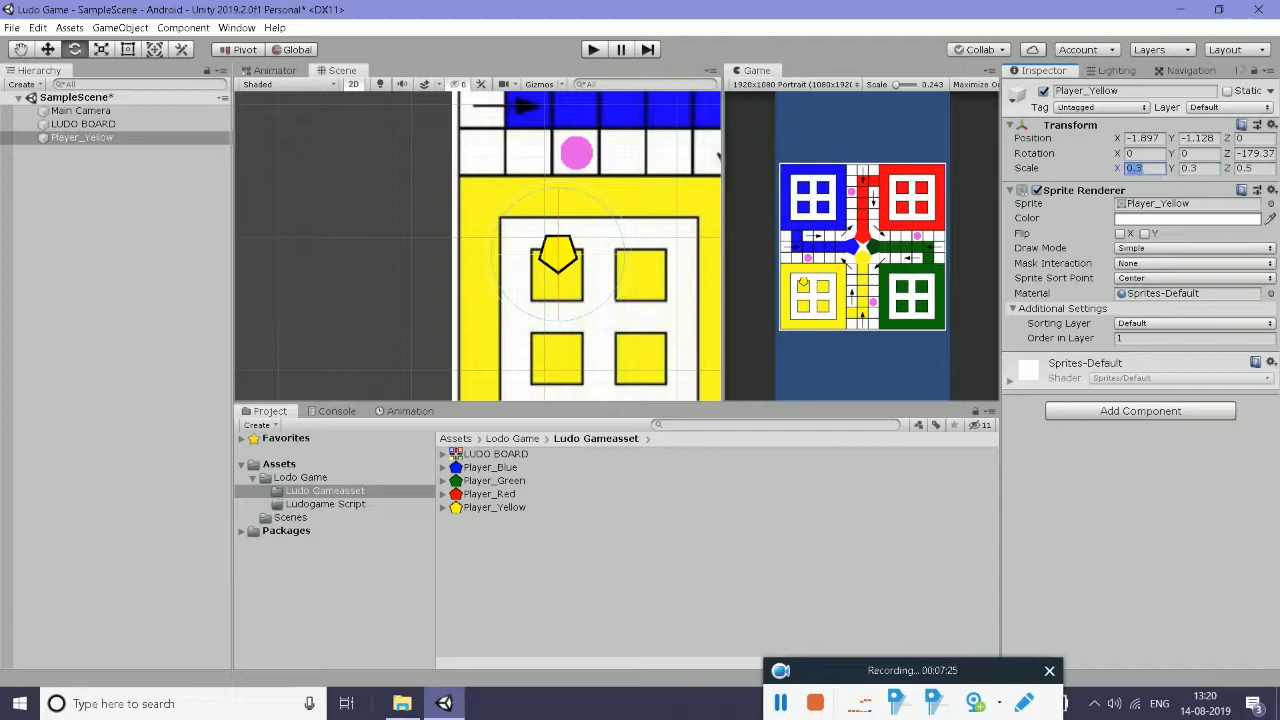 Ludo Game - SampleScene - Android - Unity 2019.2.0f1 Personal* <DX11>
File Edit Assets GameObject Component Window Help
Pivot Global Collab Account Layers Layout
Hierarchy Animator Scene Game Inspector Lighting Navigation
Create All Shaded 2D 0 Gizmos All 1920x1080 Portrait (1080x192 Scale 0.243 Maximize On Player_Yellow Static
SampleScene* Tag Untagged Layer Default
Main Camera
LUDO BOARD
Player_Yellow
Transform
Position X -1.897 Y -1.128 Z 0
Rotation X 0 Y 0 Z -179.37
Scale X 0.3 Y 0.3 Z 0.5
Sprite Renderer
Sprite Player_Yellow
Color
Flip X Y
Draw Mode Simple
Mask Interaction None
Sprite Sort Point Center
Material Sprites-Default
Additional Settings
Sorting Layer Default
Order in Layer 1
Sprites-Default
Shader Sprites/Default
Add Component
Project Console Animation
Create 11
Favorites
Assets
Lodo Game
Ludo Gameasset
Ludogame Script
Scenes
Packages
Assets Lodo Game Ludo Gameasset
LUDO BOARD
Player_Blue
Player_Green
Player_Red
Player_Yellow
Recording... 00:07:25
Type here to search
ENG
13:20
14-08-2019
3